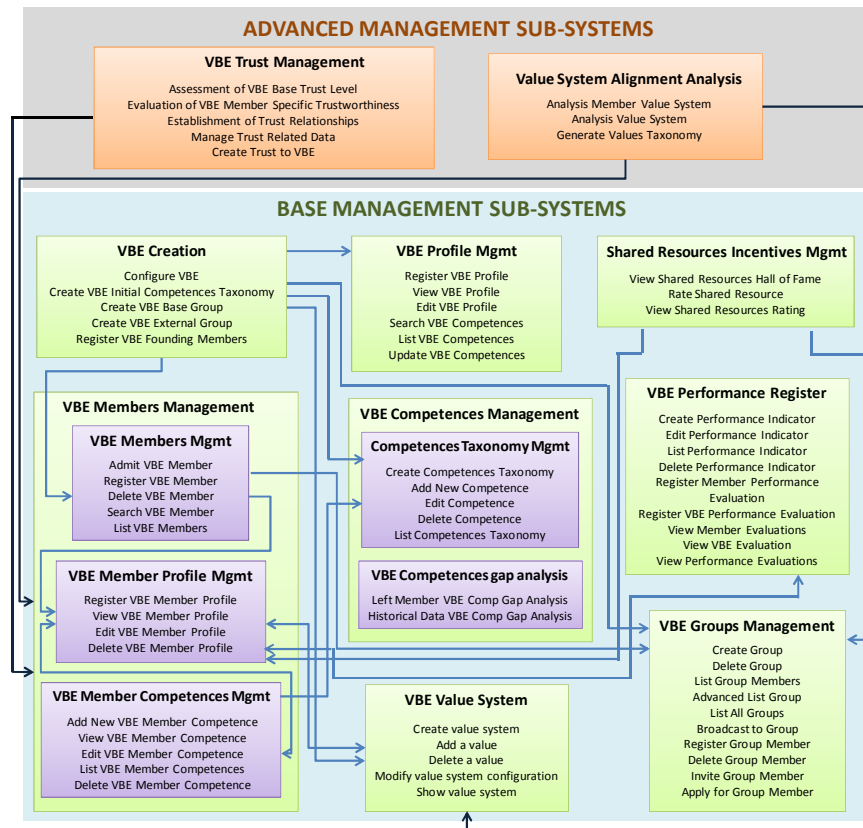 ADVANCED MANAGEMENT SUB-SYSTEMS
VBE Trust Management
Assessment of VBE Base Trust Level
Evaluation of VBE Member Specific Trustworthiness
Establishment of Trust Relationships
Manage Trust Related Data
Create Trust to VBE
Value System Alignment Analysis
Analysis Member Value System
Analysis Value System
Generate Values Taxonomy
BASE MANAGEMENT SUB-SYSTEMS
VBE Creation
Configure VBE
Create VBE Initial Competences Taxonomy
Create VBE Base Group
Create VBE External Group
Register VBE Founding Members
VBE Profile Mgmt
Register VBE Profile
View VBE Profile
Edit VBE Profile
Search VBE Competences
List VBE Competences
Update VBE Competences
Shared Resources Incentives Mgmt
View Shared Resources Hall of Fame
Rate Shared Resource
View Shared Resources Rating
VBE Members Management
VBE Members Mgmt
Admit VBE Member
Register VBE Member
Delete VBE Member
Search VBE Member
List VBE Members
VBE Member Profile Mgmt
Register VBE Member Profile
View VBE Member Profile
Edit VBE Member Profile
Delete VBE Member Profile
VBE Member Competences Mgmt
Add New VBE Member Competence
View VBE Member Competence
Edit VBE Member Competence
List VBE Member Competences
Delete VBE Member Competence
VBE Competences Management
Competences Taxonomy Mgmt
Create Competences Taxonomy
Add New Competence
Edit Competence
Delete Competence
List Competences Taxonomy
VBE Competences gap analysis
Left Member VBE Comp Gap Analysis
Historical Data VBE Comp Gap Analysis
VBE Value System
Create value system
Add a value
Delete a value
Modify value system configuration
Show value system
VBE Performance Register
Create Performance Indicator
Edit Performance Indicator
List Performance Indicator
Delete Performance Indicator
Register Member Performance
Evaluation
Register VBE Performance Evaluation
View Member Evaluations
View VBE Evaluation
View Performance Evaluations
VBE Groups Management
Create Group
Delete Group
List Group Members
Advanced List Group
List All Groups
Broadcast to Group
Register Group Member
Delete Group Member
Invite Group Member
Apply for Group Member